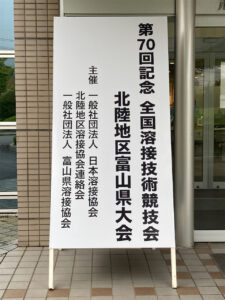 第70回記念 全国溶接技術競技会
北陸地区富山県大会
主催 一般社団法人 日本溶接協会
北陸地区溶接協会連絡会
一般社団法人 富山県溶接協会